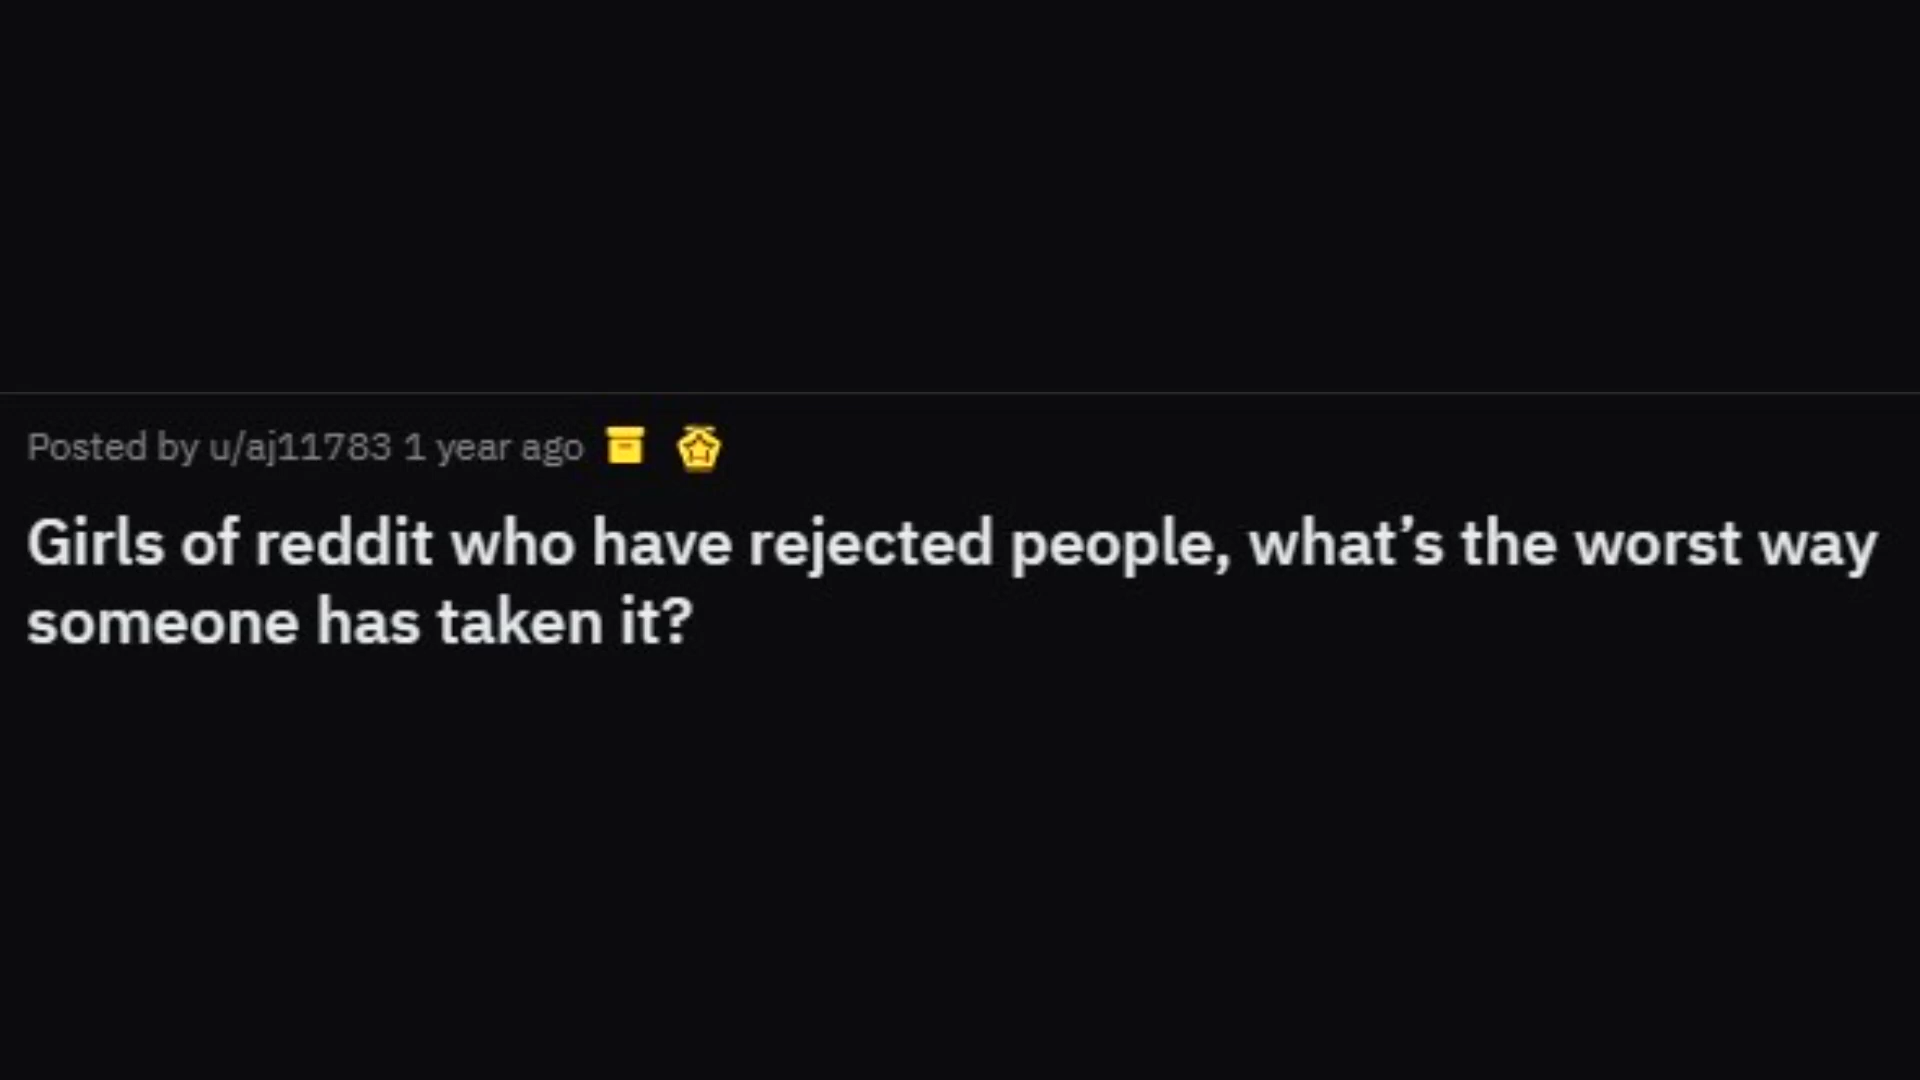 Posted by u/aj11783 1 year ago
Girls of reddit who have rejected people, what’s the worst way
someone has taken it?